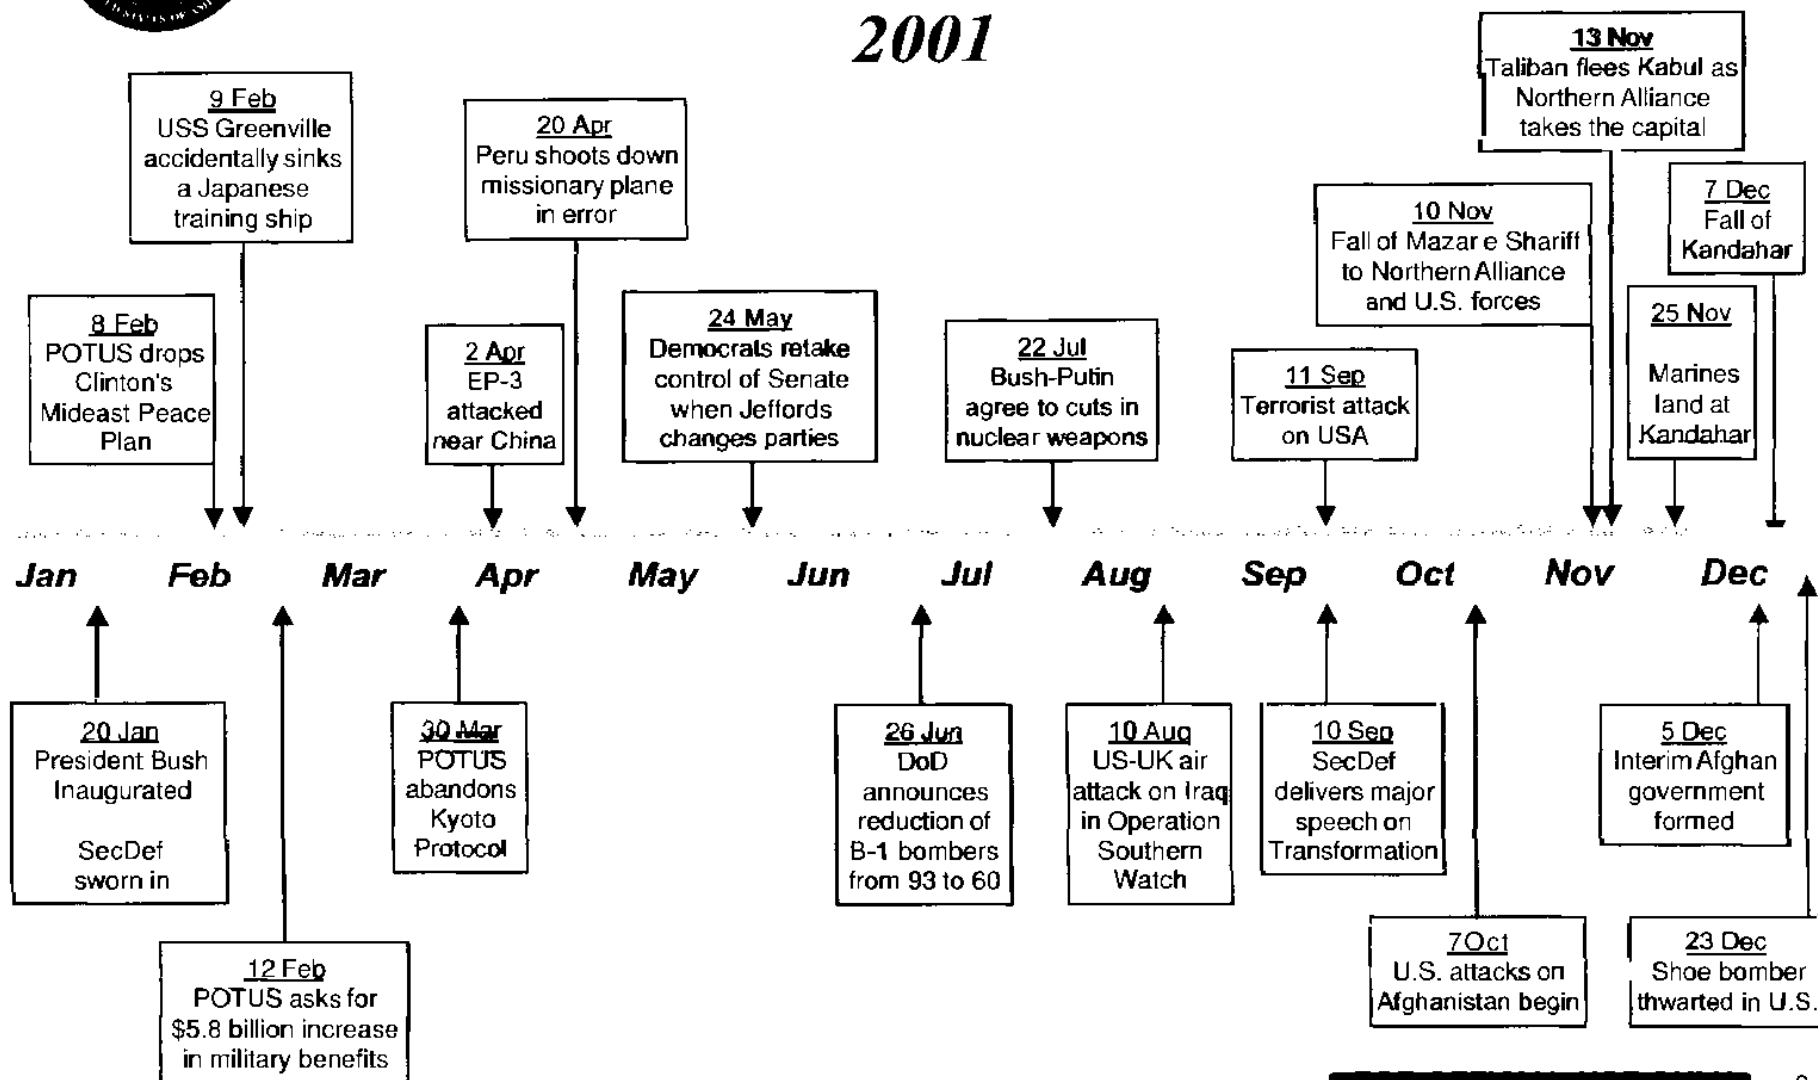 2001
9 Feb
USS Greenville
accidentally sinks
a Japanese
training ship
20 Apr
Peru shoots down
missionary plane
in error
13 Nov
Taliban flees Kabul as
Northern Alliance
takes the capital
10 Nov
Fall of Mazar e Shariff
to Northern Alliance
and U.S. forces
7 Dec
Fall of
Kandahar
8 Feb
POTUS drops
Clinton's
Mideast Peace
Plan
2 Apr
EP-3
attacked
near China
24 May
Democrats retake
control of Senate
when Jeffords
changes parties
22 Jul
Bush-Putin
agree to cuts in
nuclear weapons
11 Sep
Terrorist attack
on USA
25 Nov
Marines
land at
Kandahar
Jan Feb Mar Apr May Jun Jul Aug Sep Oct Nov Dec
20 Jan
President Bush
Inaugurated
SecDef
sworn in
30 Mar
POTUS
abandons
Kyoto
Protocol
26 Jun
DoD
announces
reduction of
B-1 bombers
from 93 to 60
10 Aug
US-UK air
attack on Iraq
in Operation
Southern
Watch
10 Sep
SecDef
delivers major
speech on
Transformation
5 Dec
Interim Afghan
government
formed
12 Feb
POTUS asks for
$5.8 billion increase
in military benefits
7 Oct
U.S. attacks on
Afghanistan begin
23 Dec
Shoe bomber
thwarted in U.S.